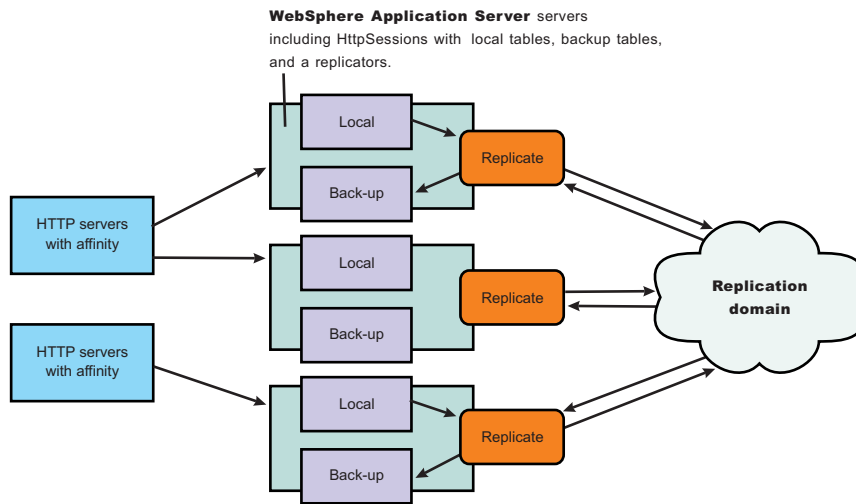 WebSphere Application Server servers
including HttpSessions with local tables, backup tables,
and a replicators.
Local
Replicate
Back-up
HTTP servers
with affinity
Local
Replicate
Back-up
Replication
domain
HTTP servers
with affinity
Local
Replicate
Back-up